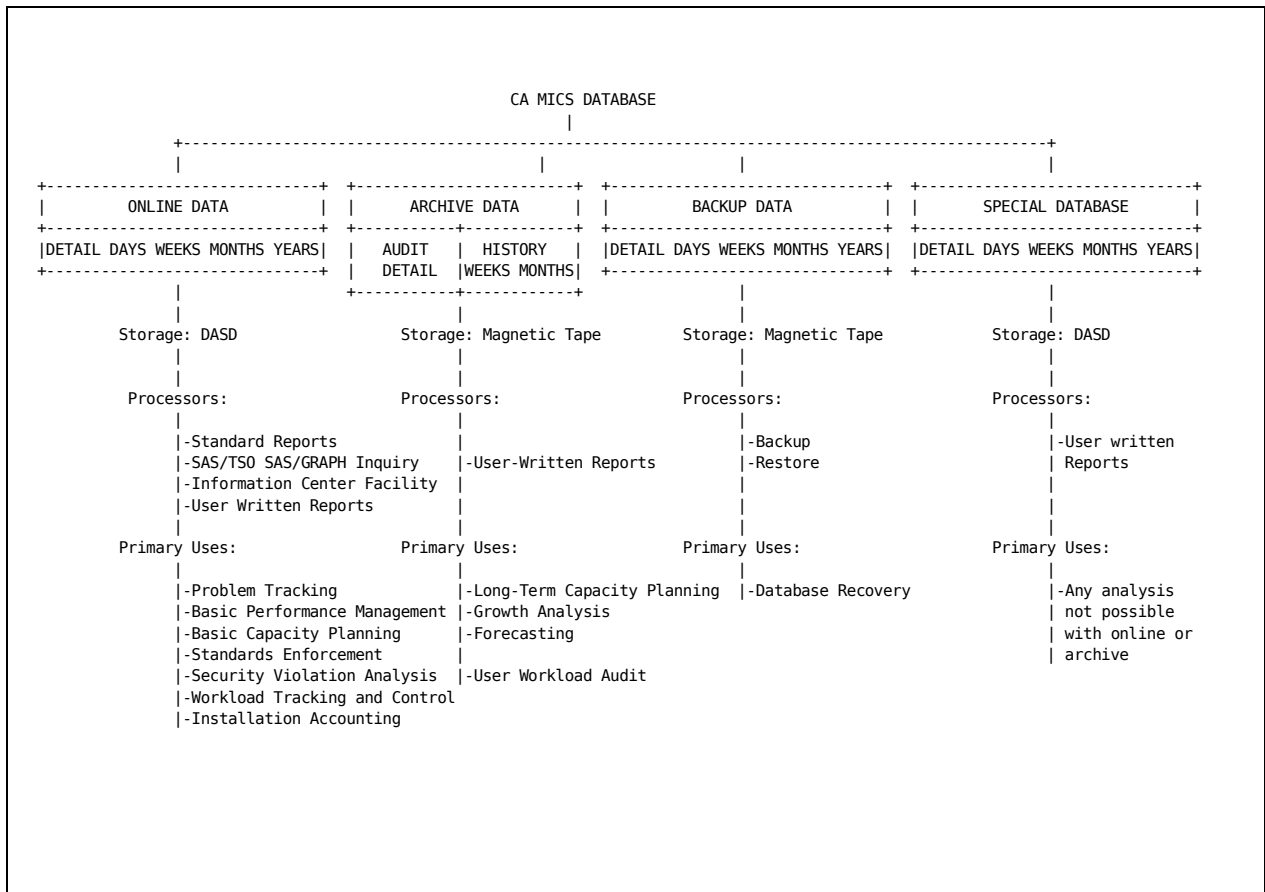 CA MICS DATABASE
ONLINE DATA ARCHIVE DATA BACKUP DATA SPECIAL DATABASE
DETAIL DAYS WEEKS MONTHS YEARS AUDIT HISTORY DETAIL DAYS WEEKS MONTHS YEARS DETAIL DAYS WEEKS MONTHS YEARS
DETAIL WEEKS MONTHS
Storage: DASD Storage: Magnetic Tape Storage: Magnetic Tape Storage: DASD
Processors: Processors: Processors: Processors:
-Standard Reports -Backup -User written
-SAS/TSO SAS/GRAPH Inquiry -User-Written Reports -Restore Reports
-Information Center Facility
-User Written Reports
Primary Uses: Primary Uses: Primary Uses: Primary Uses:
-Problem Tracking -Long-Term Capacity Planning -Database Recovery -Any analysis
-Basic Performance Management -Growth Analysis not possible
-Basic Capacity Planning -Forecasting with online or
-Standards Enforcement archive
-Security Violation Analysis -User Workload Audit
-Workload Tracking and Control
-Installation Accounting